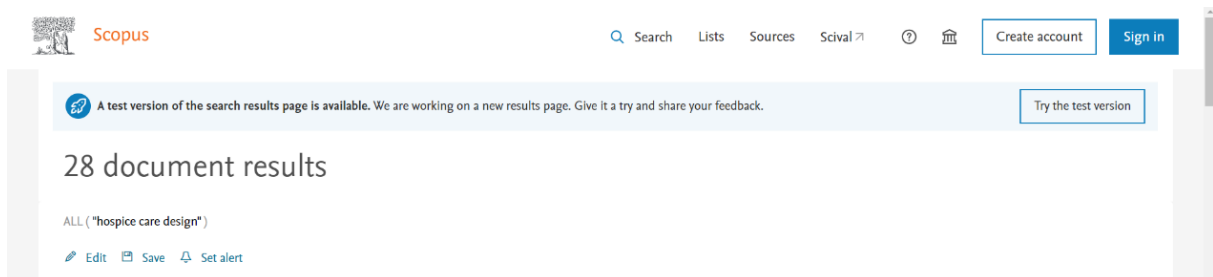 Scopus
Search Lists Sources Scival ↗ Create account Sign in
A test version of the search results page is available. We are working on a new results page. Give it a try and share your feedback. Try the test version
28 document results
ALL ( "hospice care design" )
Edit Save Set alert